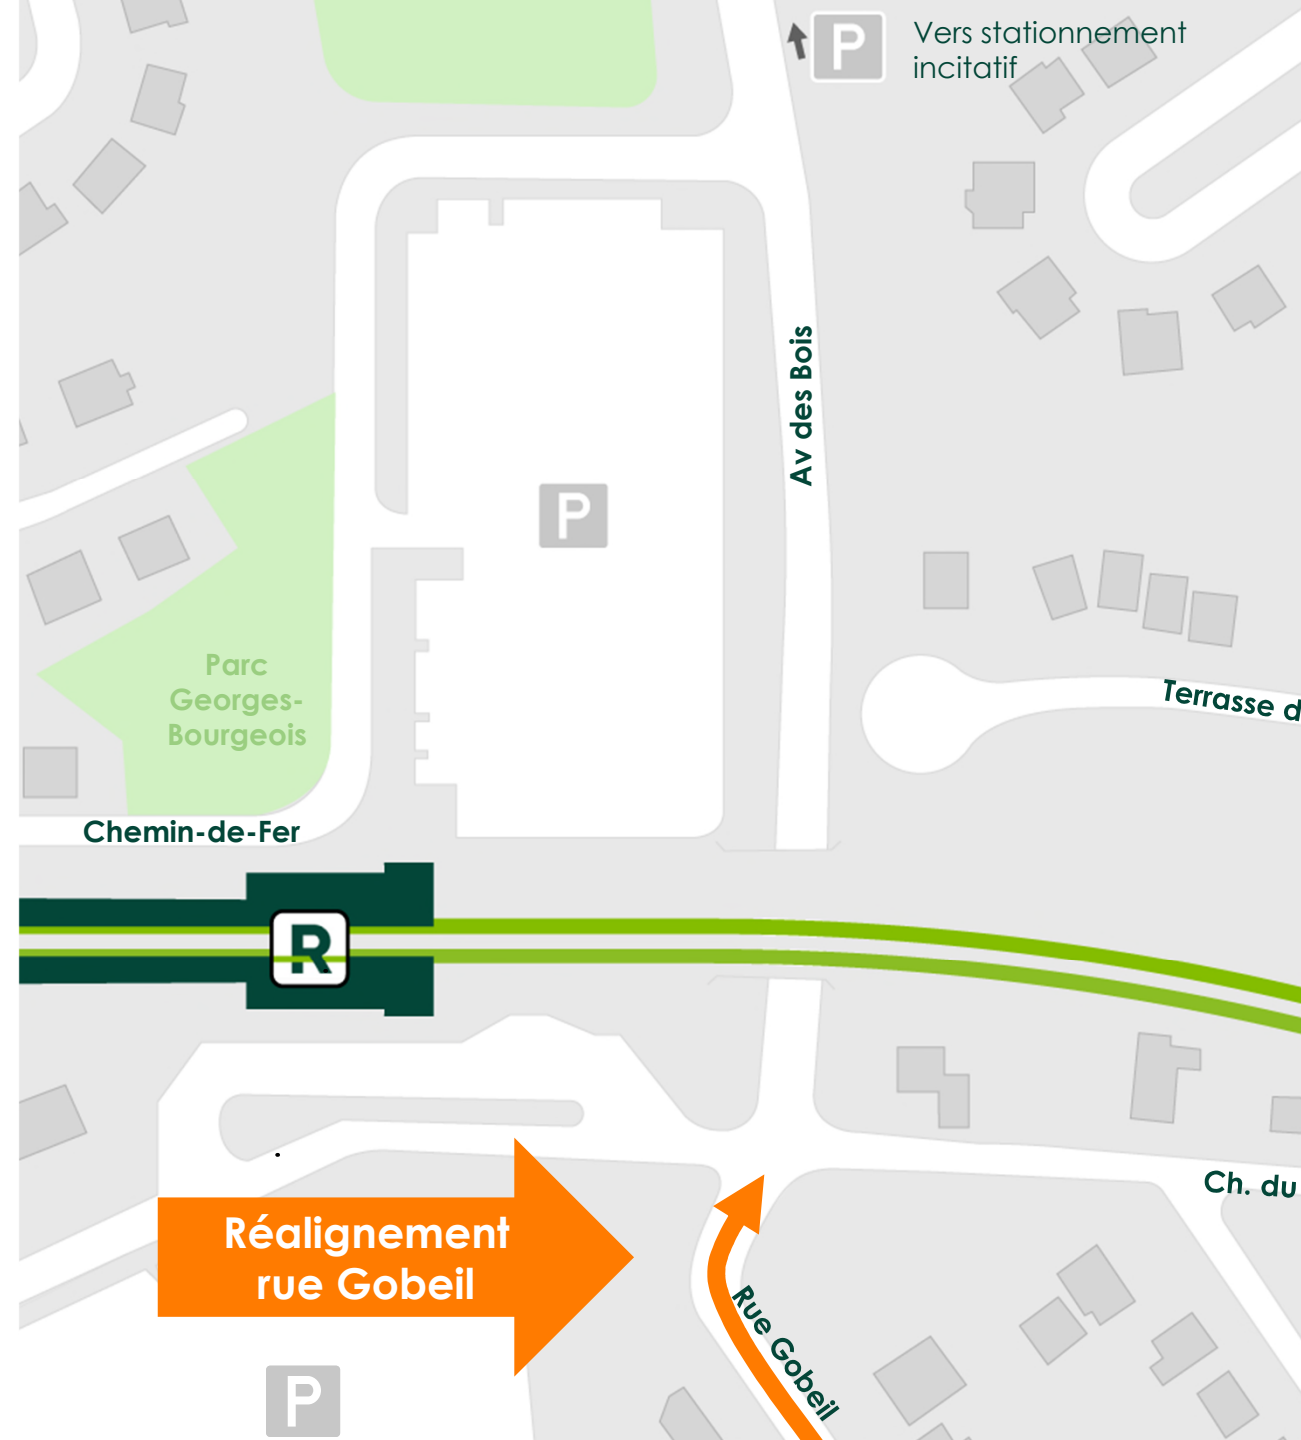 P
Vers stationnement
incitatif
Av des Bois
P
Parc
Georges-
Bourgeois
Terrasse d
Chemin-de-Fer
R
Ch. du
Réalignement
rue Gobeil
Rue Gobeil
P